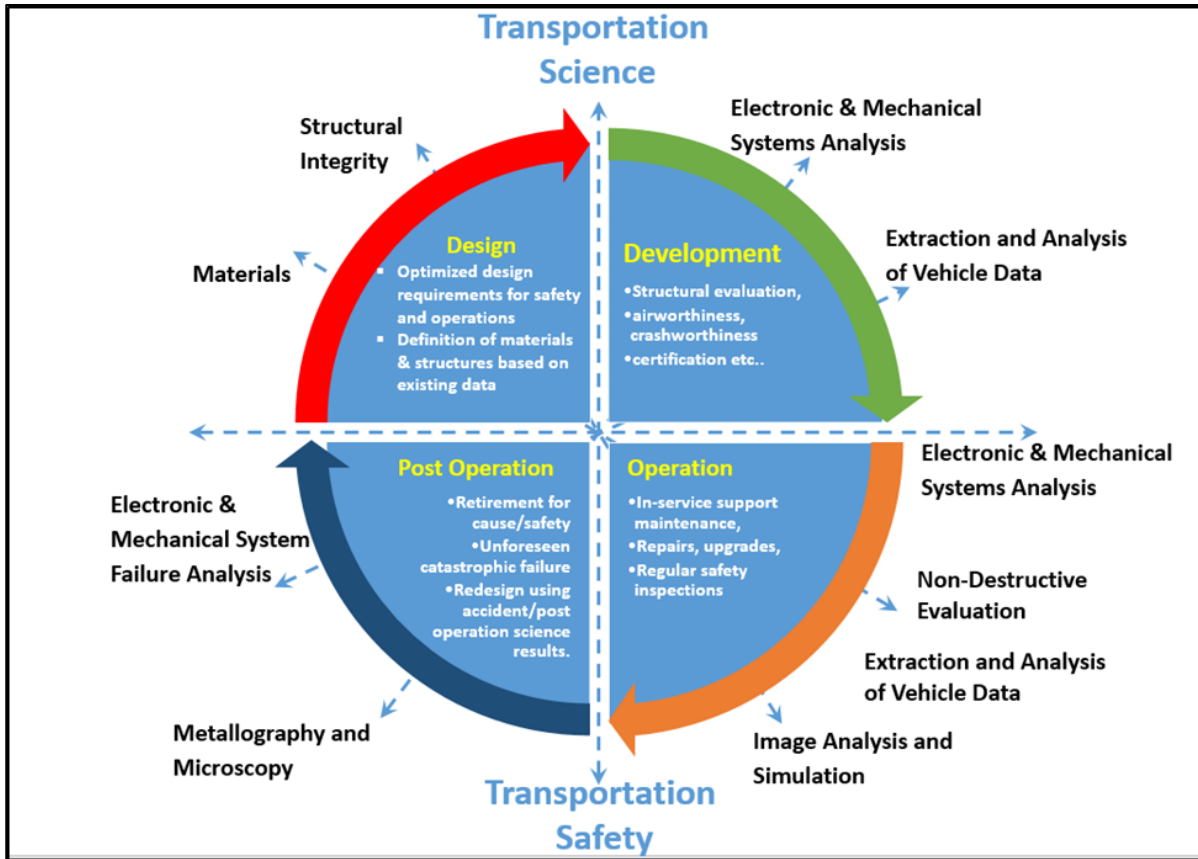 Transportation
Science
Structural
Integrity
Materials
Electronic & Mechanical
Systems Analysis
Extraction and Analysis
of Vehicle Data
Design
▪ Optimized design
requirements for safety
and operations
▪ Definition of materials
& structures based on
existing data
Development
•Structural evaluation,
•airworthiness,
crashworthiness
•certification etc..
Post Operation
•Retirement for
cause/safety
•Unforeseen
catastrophic failure
•Redesign using
accident/post
operation science
results.
Operation
•In-service support
maintenance,
•Repairs, upgrades,
•Regular safety
inspections
Electronic &
Mechanical System
Failure Analysis
Metallography and
Microscopy
Electronic & Mechanical
Systems Analysis
Non-Destructive
Evaluation
Extraction and Analysis
of Vehicle Data
Image Analysis and
Simulation
Transportation
Safety